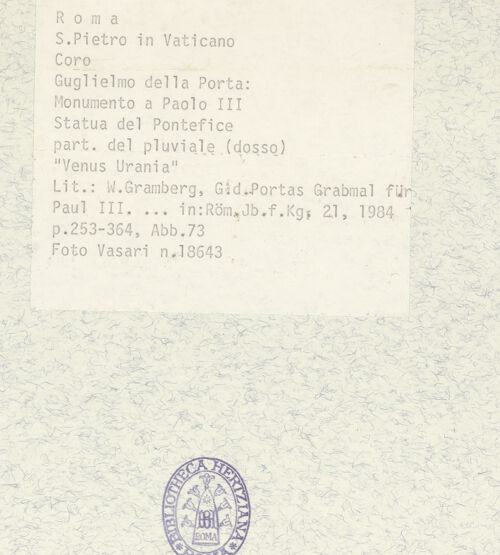 Roma
S.Pietro in Vaticano
Coro
Guglielmo della Porta:
Monumento a Paolo III
Statua del Pontefice
part. del pluviale (dosso)
"Venus Urania"
Lit.: W.Gramberg, G.d.Portas Grabmal für
Paul III. ... in:Röm.Jb.f.Kg. 21, 1984
p.253-364, Abb.73
Foto Vasari n.18643
BIBLIOTHECA HERTZIANA
ROMA